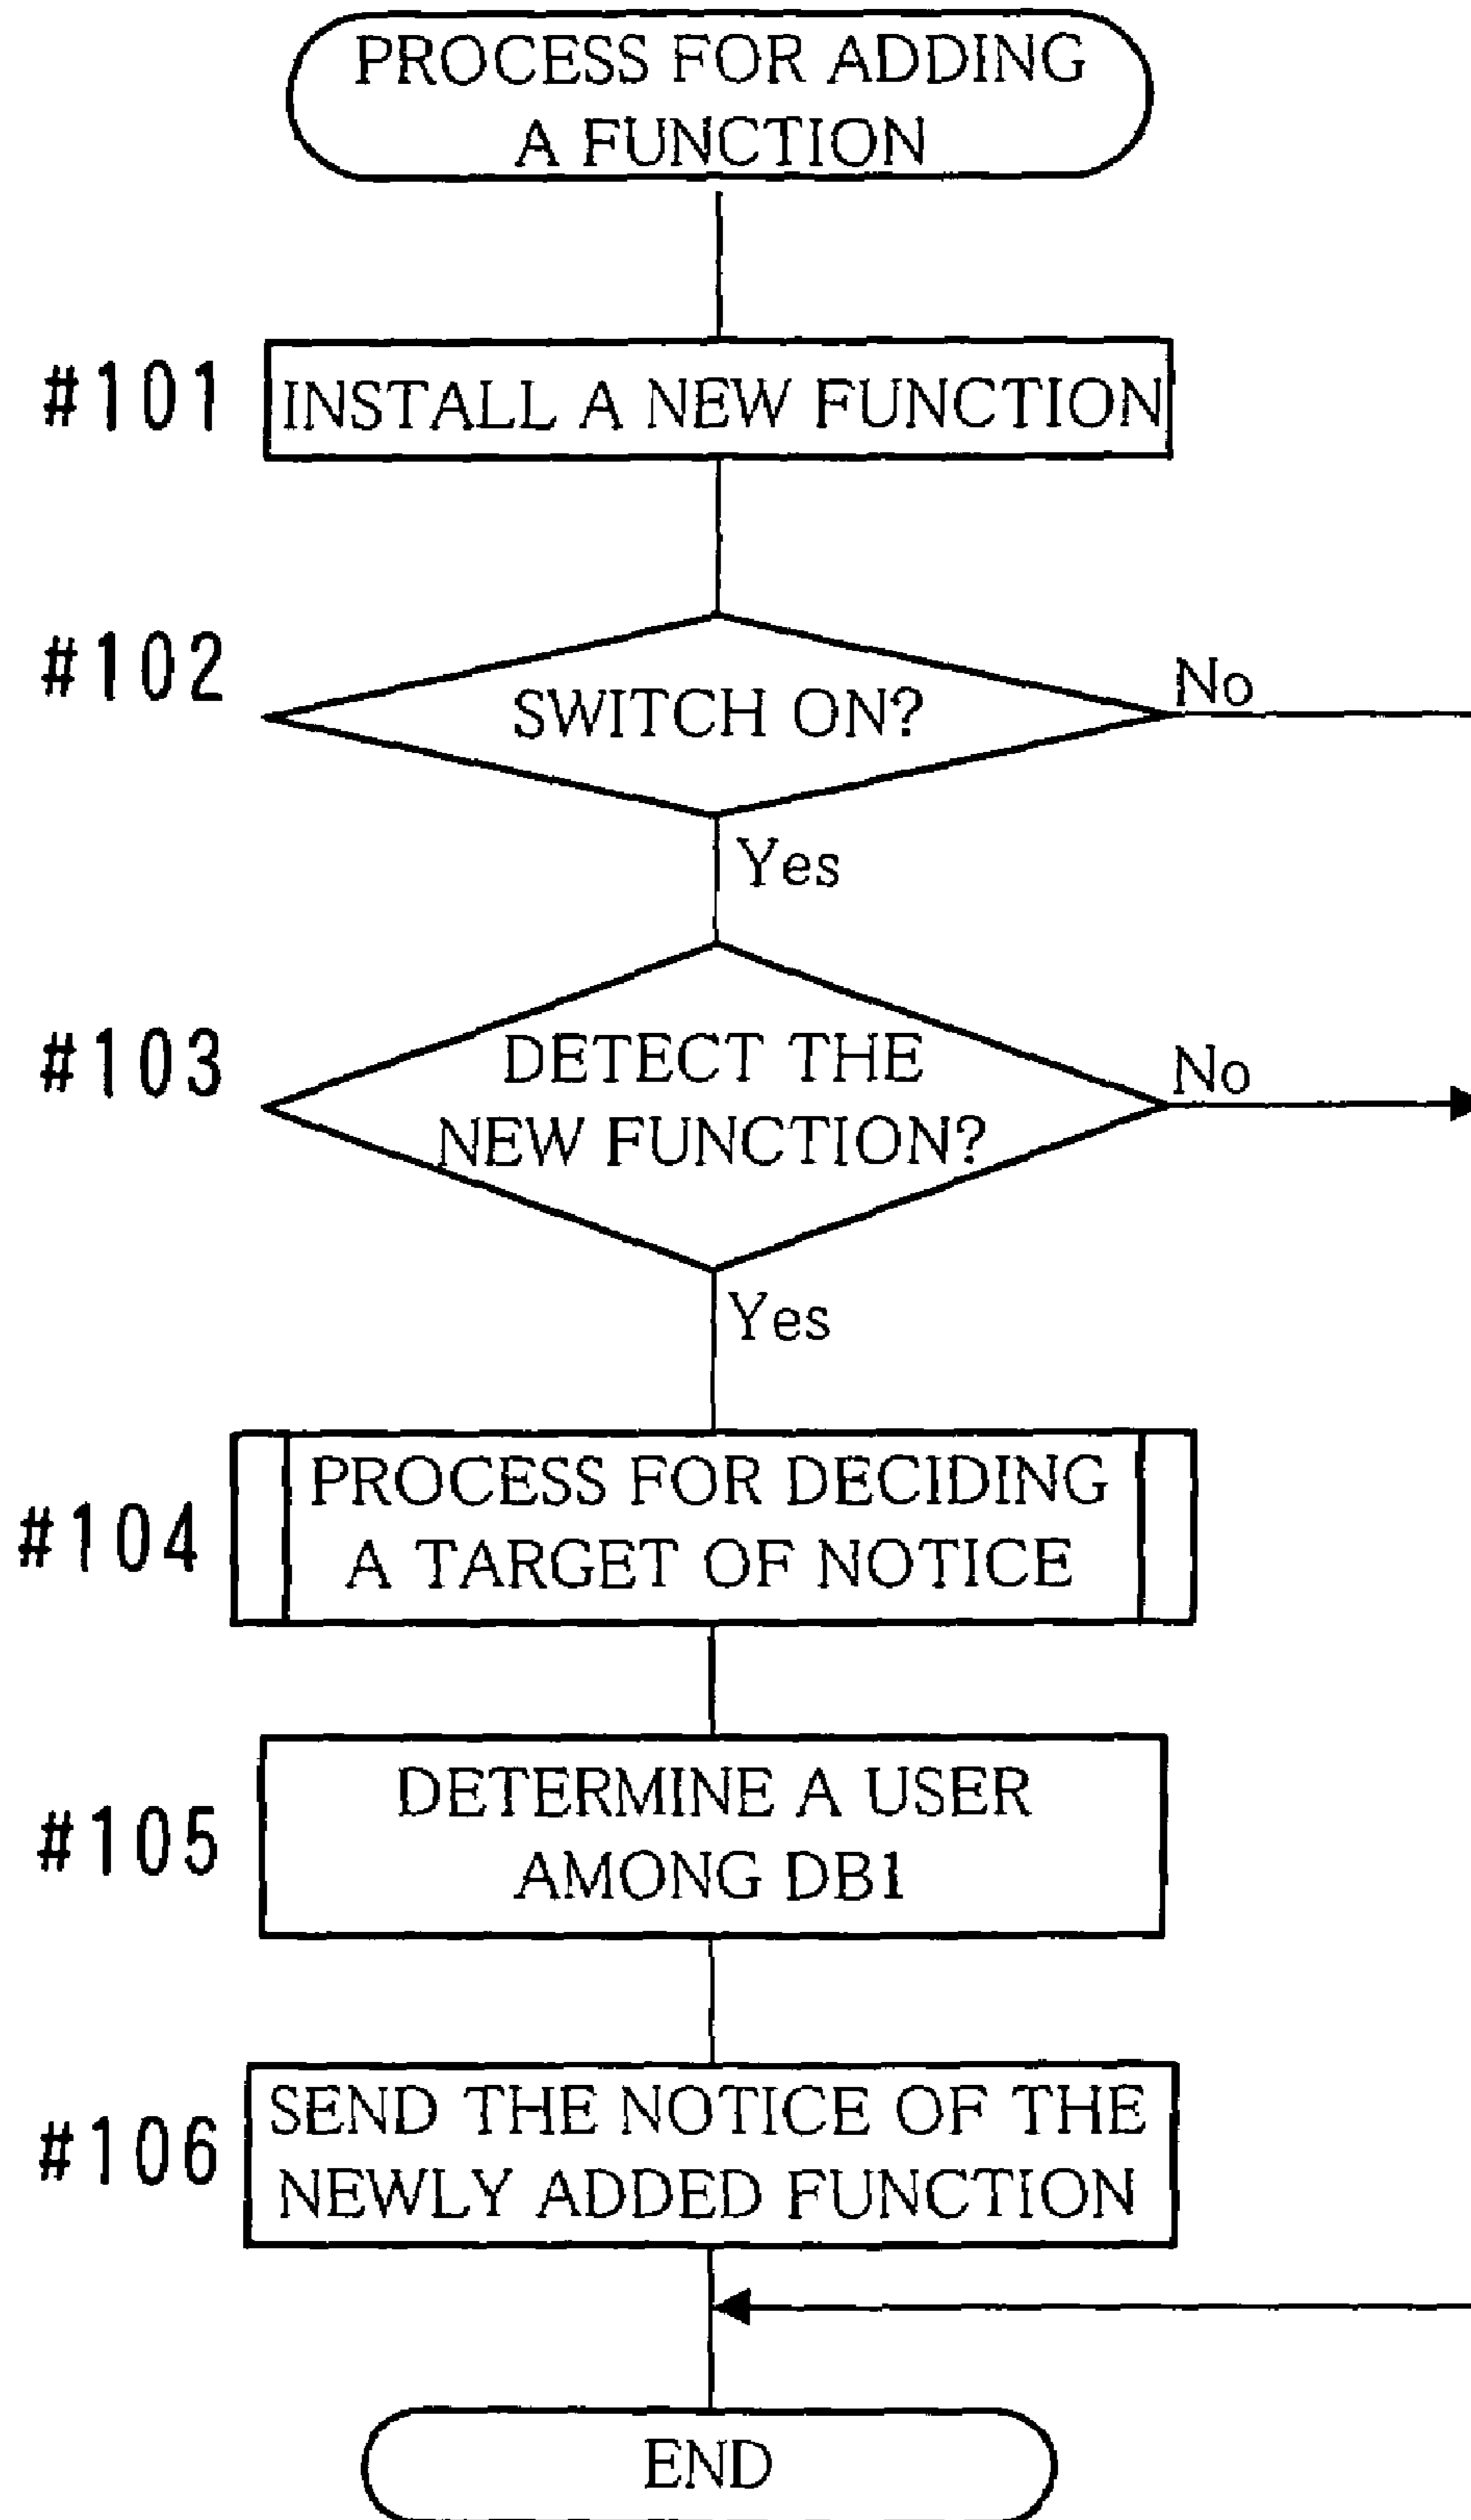 PROCESS FOR ADDING
A FUNCTION
#101
INSTALL A NEW FUNCTION
#102
SWITCH ON?
No
Yes
#103
DETECT THE
NEW FUNCTION?
No
Yes
#104
PROCESS FOR DECIDING
A TARGET OF NOTICE
#105
DETERMINE A USER
AMONG DB1
#106
SEND THE NOTICE OF THE
NEWLY ADDED FUNCTION
END